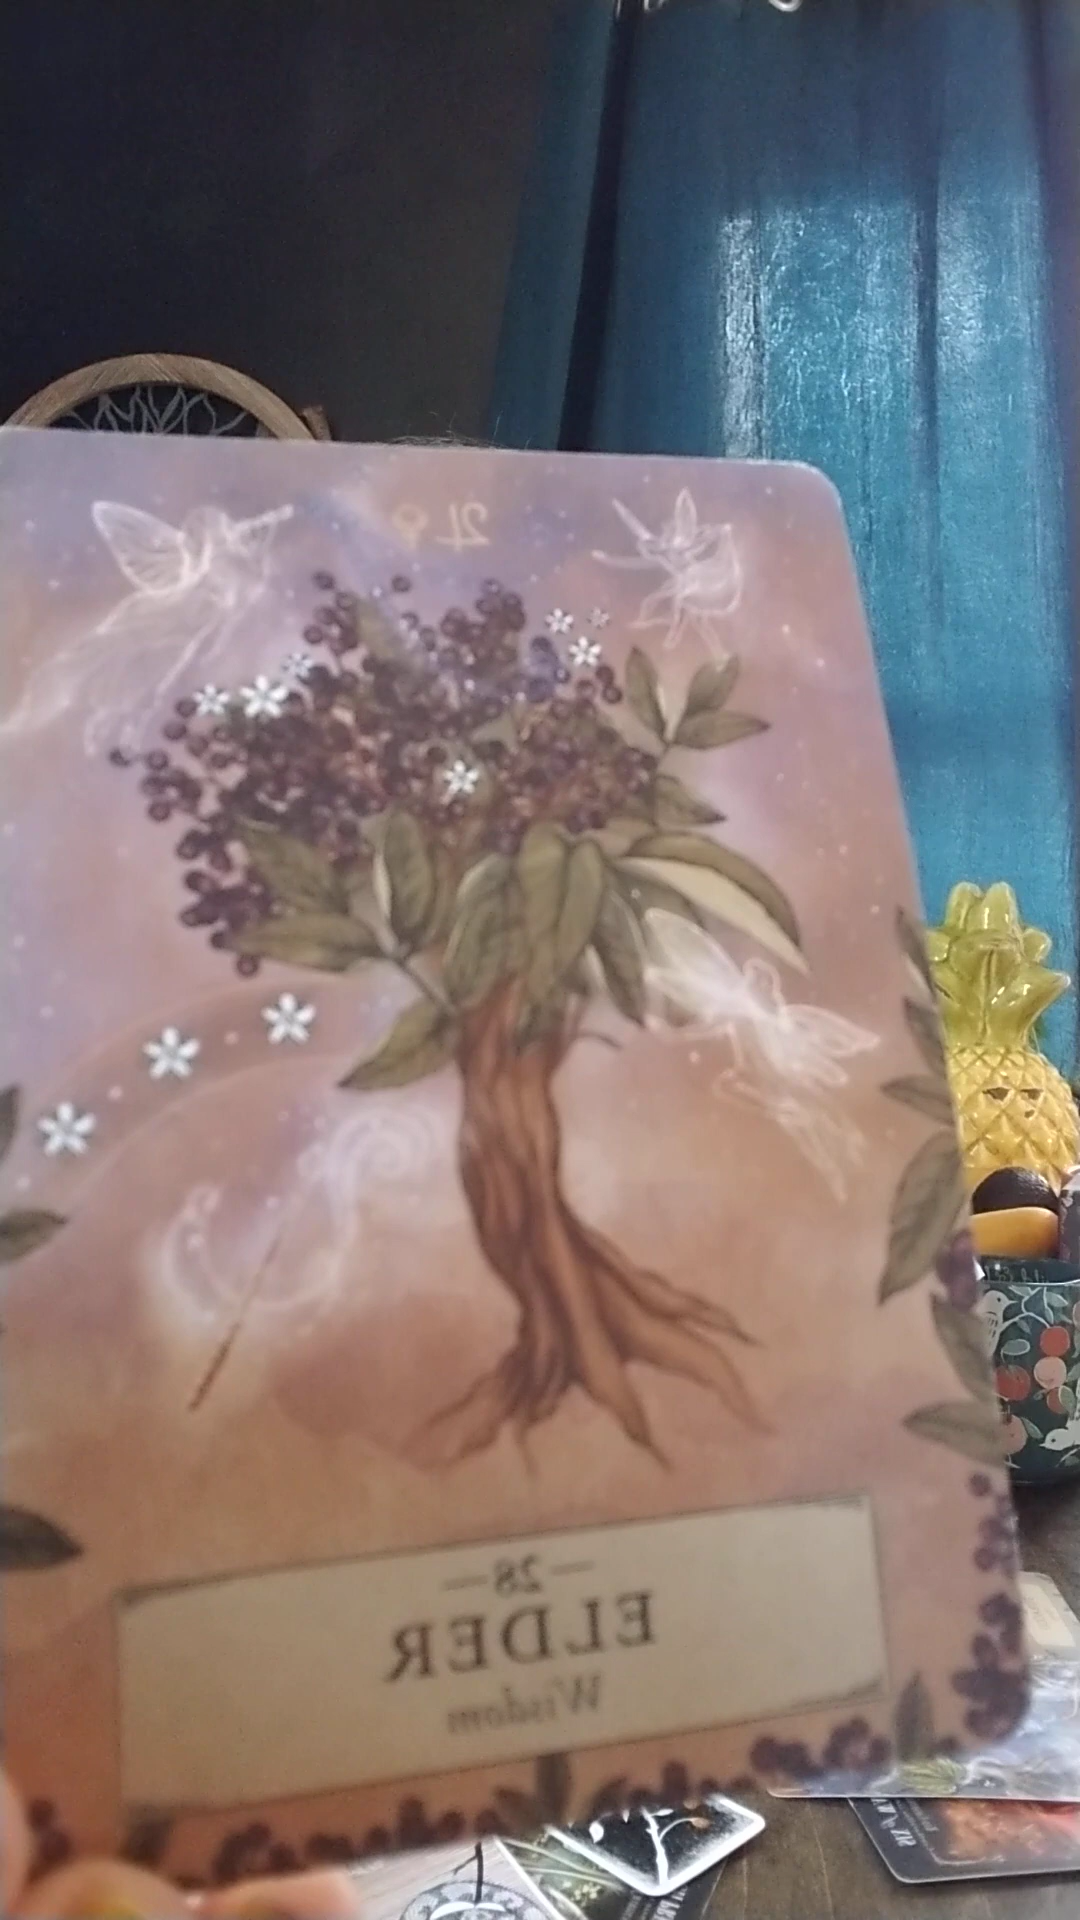 — 28 —
ELDER
Wisdom